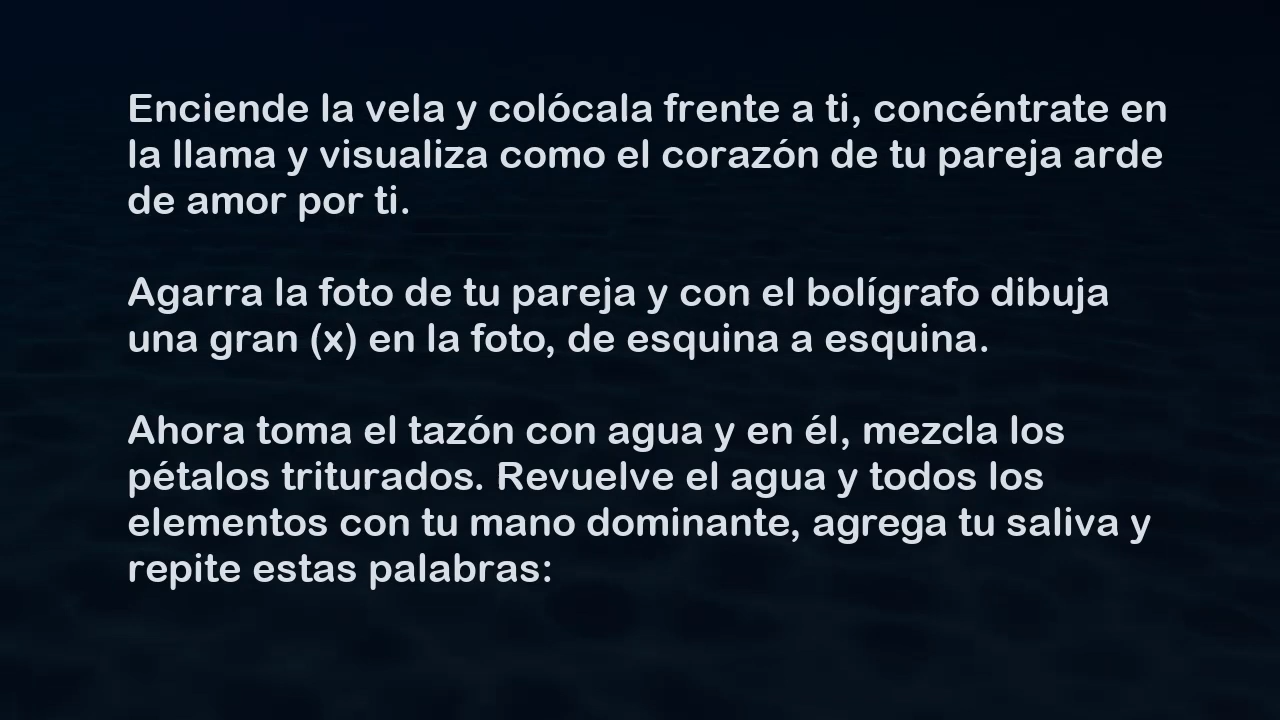 Enciende la vela y colócala frente a ti, concéntrate en
la llama y visualiza como el corazón de tu pareja arde
de amor por ti.
Agarra la foto de tu pareja y con el bolígrafo dibuja
una gran (x) en la foto, de esquina a esquina.
Ahora toma el tazón con agua y en él, mezcla los
pétalos triturados. Revuelve el agua y todos los
elementos con tu mano dominante, agrega tu saliva y
repite estas palabras: